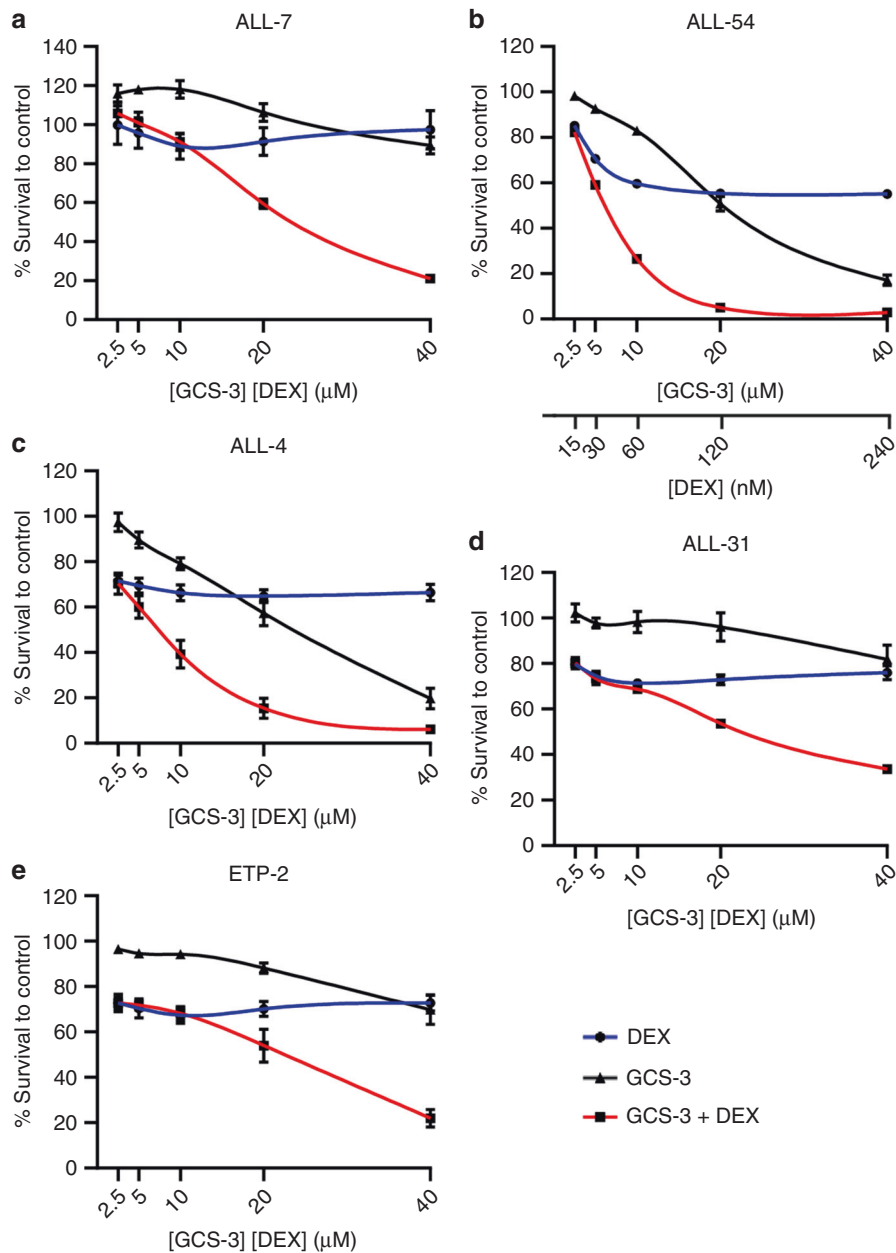 a
ALL-7
% Survival to control
140
120
100
80
60
40
20
0
2.5
5
10
20
40
[GCS-3] [DEX] (μM)
b
ALL-54
% Survival to control
120
100
80
60
40
20
0
2.5
5
10
20
40
[GCS-3] (μM)
15
30
60
120
240
[DEX] (nM)
c
ALL-4
% Survival to control
120
100
80
60
40
20
0
2.5
5
10
20
40
[GCS-3] [DEX] (μM)
d
ALL-31
% Survival to control
120
100
80
60
40
20
0
2.5
5
10
20
40
[GCS-3] [DEX] (μM)
e
ETP-2
% Survival to control
120
100
80
60
40
20
0
2.5
5
10
20
40
[GCS-3] [DEX] (μM)
DEX
GCS-3
GCS-3 + DEX